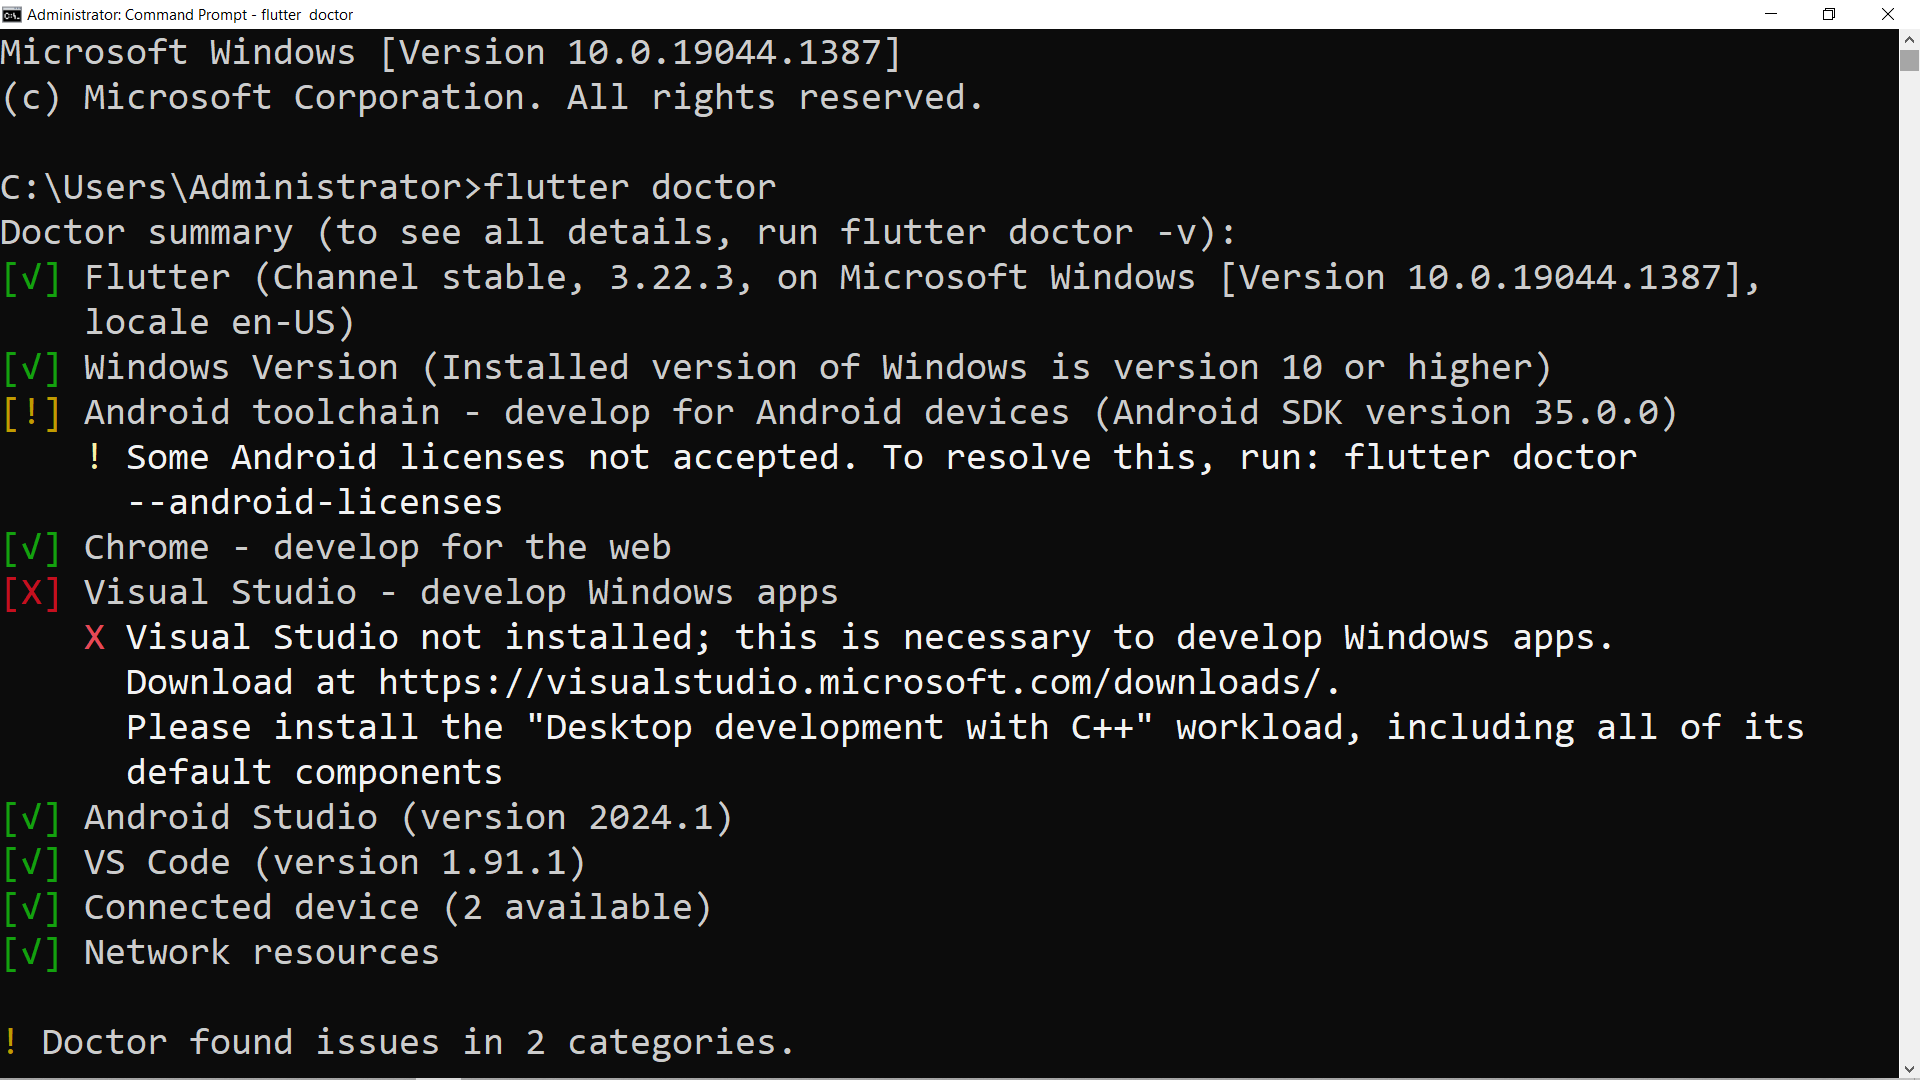 Administrator: Command Prompt - flutter  doctor
Microsoft Windows [Version 10.0.19044.1387]
(c) Microsoft Corporation. All rights reserved.
C:\Users\Administrator>flutter doctor
Doctor summary (to see all details, run flutter doctor -v):
[√] Flutter (Channel stable, 3.22.3, on Microsoft Windows [Version 10.0.19044.1387],
locale en-US)
[√] Windows Version (Installed version of Windows is version 10 or higher)
[!] Android toolchain - develop for Android devices (Android SDK version 35.0.0)
! Some Android licenses not accepted. To resolve this, run: flutter doctor
--android-licenses
[√] Chrome - develop for the web
[X] Visual Studio - develop Windows apps
X Visual Studio not installed; this is necessary to develop Windows apps.
Download at https://visualstudio.microsoft.com/downloads/.
Please install the "Desktop development with C++" workload, including all of its
default components
[√] Android Studio (version 2024.1)
[√] VS Code (version 1.91.1)
[√] Connected device (2 available)
[√] Network resources
! Doctor found issues in 2 categories.